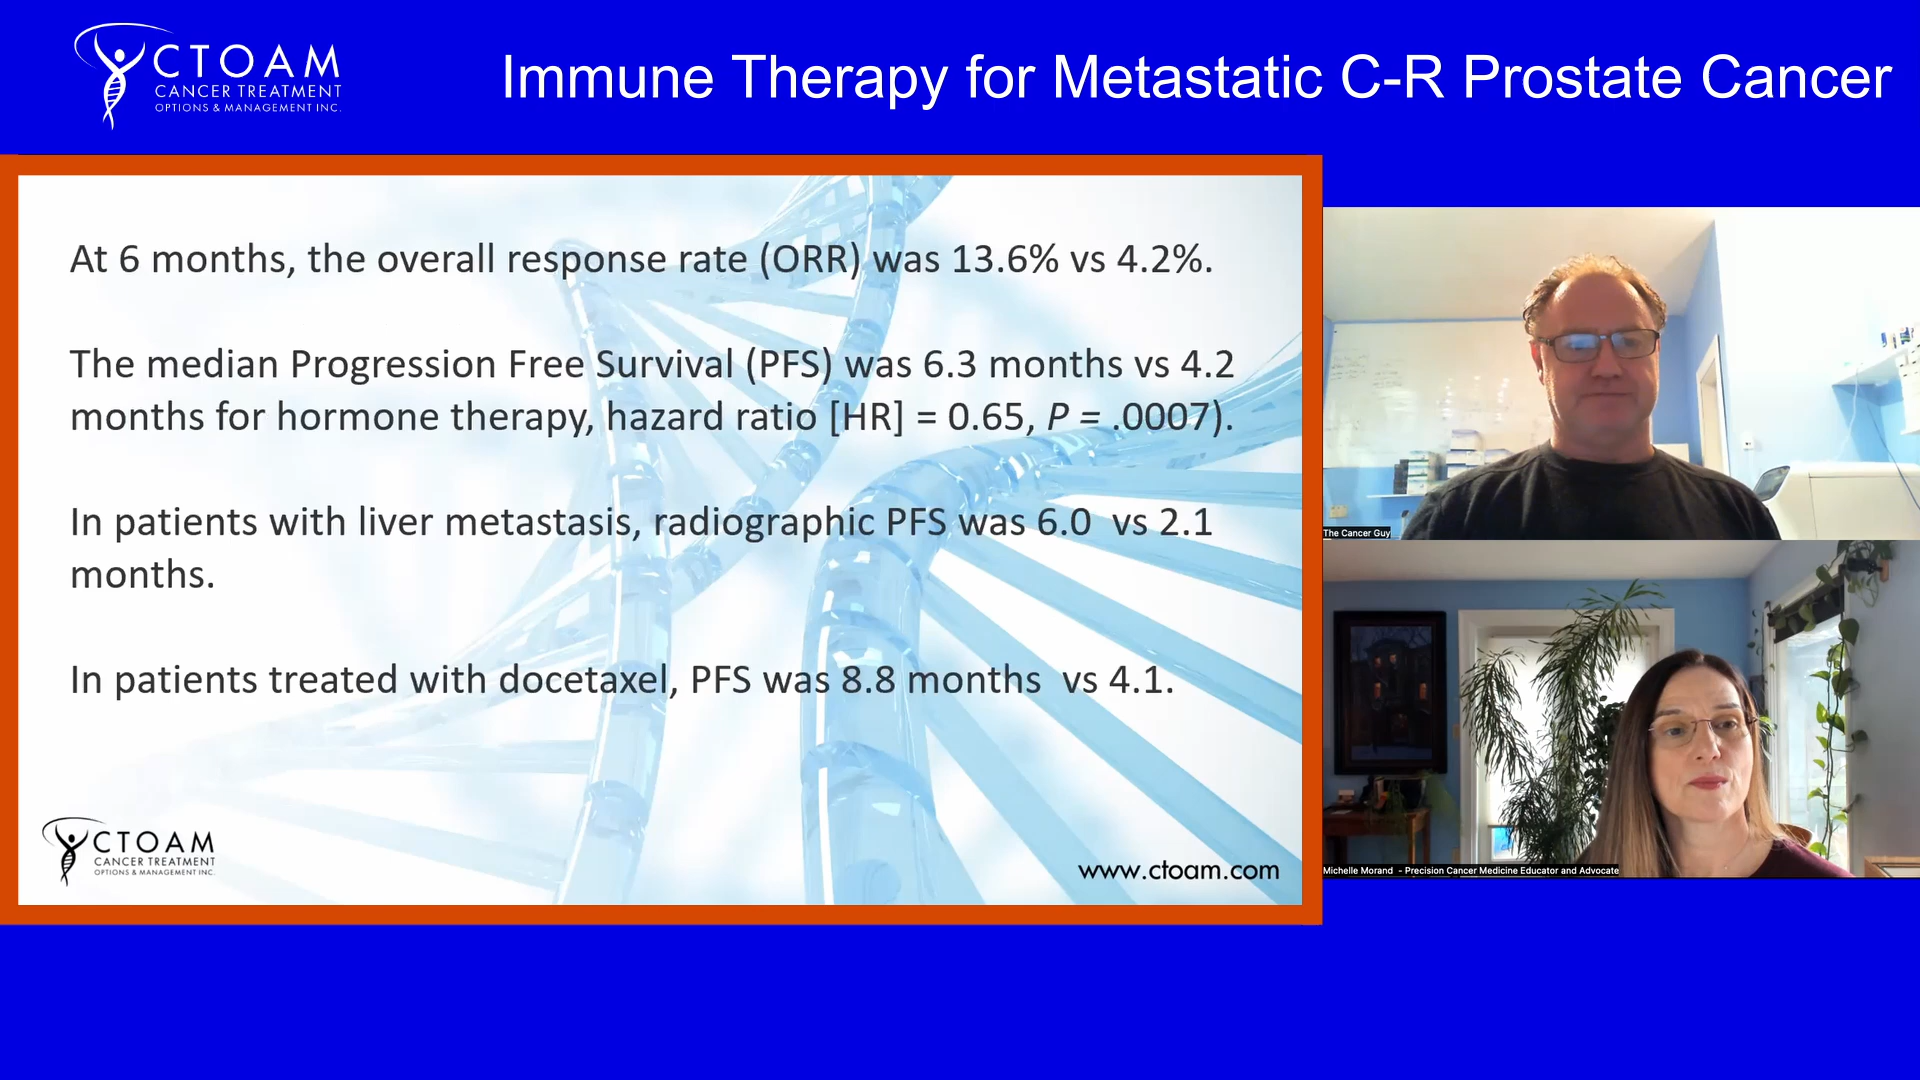 CTOAM
CANCER TREATMENT
OPTIONS & MANAGEMENT INC.
Immune Therapy for Metastatic C-R Prostate Cancer
At 6 months, the overall response rate (ORR) was 13.6% vs 4.2%.
The median Progression Free Survival (PFS) was 6.3 months vs 4.2
months for hormone therapy, hazard ratio [HR] = 0.65, P = .0007).
In patients with liver metastasis, radiographic PFS was 6.0 vs 2.1
months.
In patients treated with docetaxel, PFS was 8.8 months vs 4.1.
CTOAM
CANCER TREATMENT
OPTIONS & MANAGEMENT INC.
www.ctoam.com
The Cancer Guy
Michelle Morand - Precision Cancer Medicine Educator and Advocate